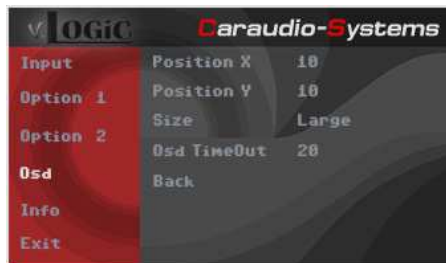 v.LOGiC Caraudio-Systems
Input
Option 1
Option 2
Osd
Info
Exit
Position X 10
Position Y 10
Size Large
Osd TimeOut 20
Back